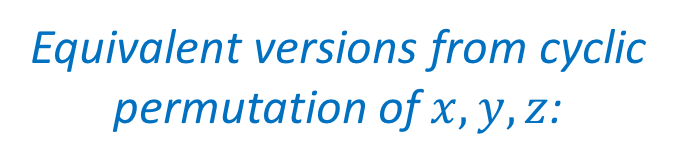 Equivalent versions from cyclic
permutation of x, y, z: